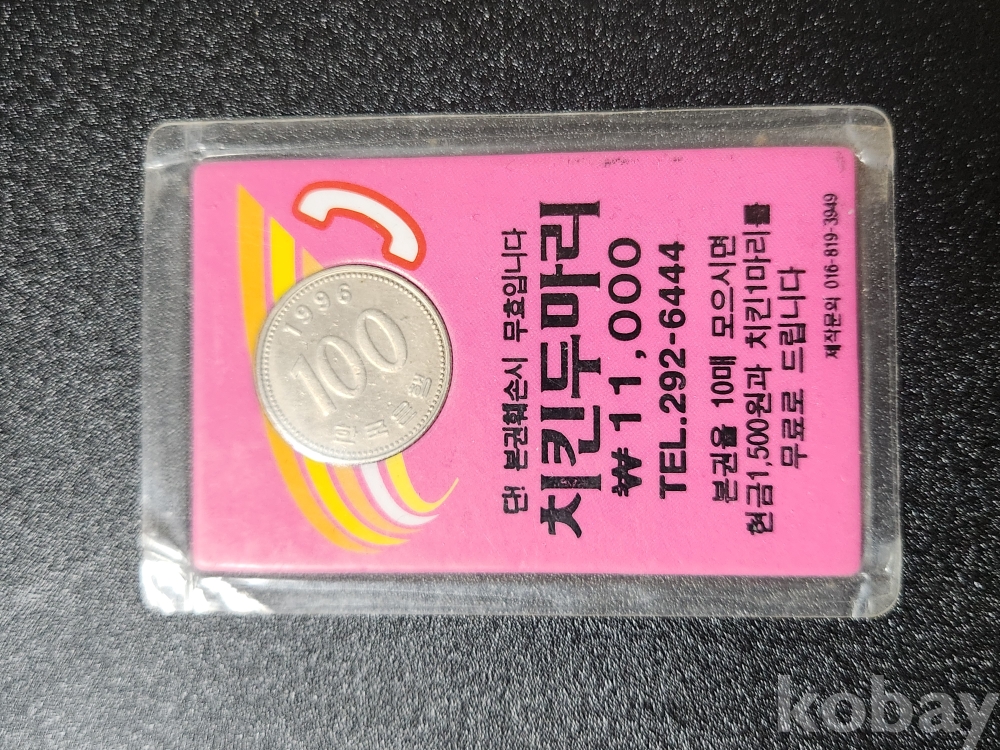 1996
100
한국은행
단! 본권훼손시 무효입니다
치킨두마리
₩11,000
TEL.292-6444
본권을 10매 모으시면
현금1,500원과 치킨1마리를
무료로 드립니다
제작문의 016-819-3949
kobay